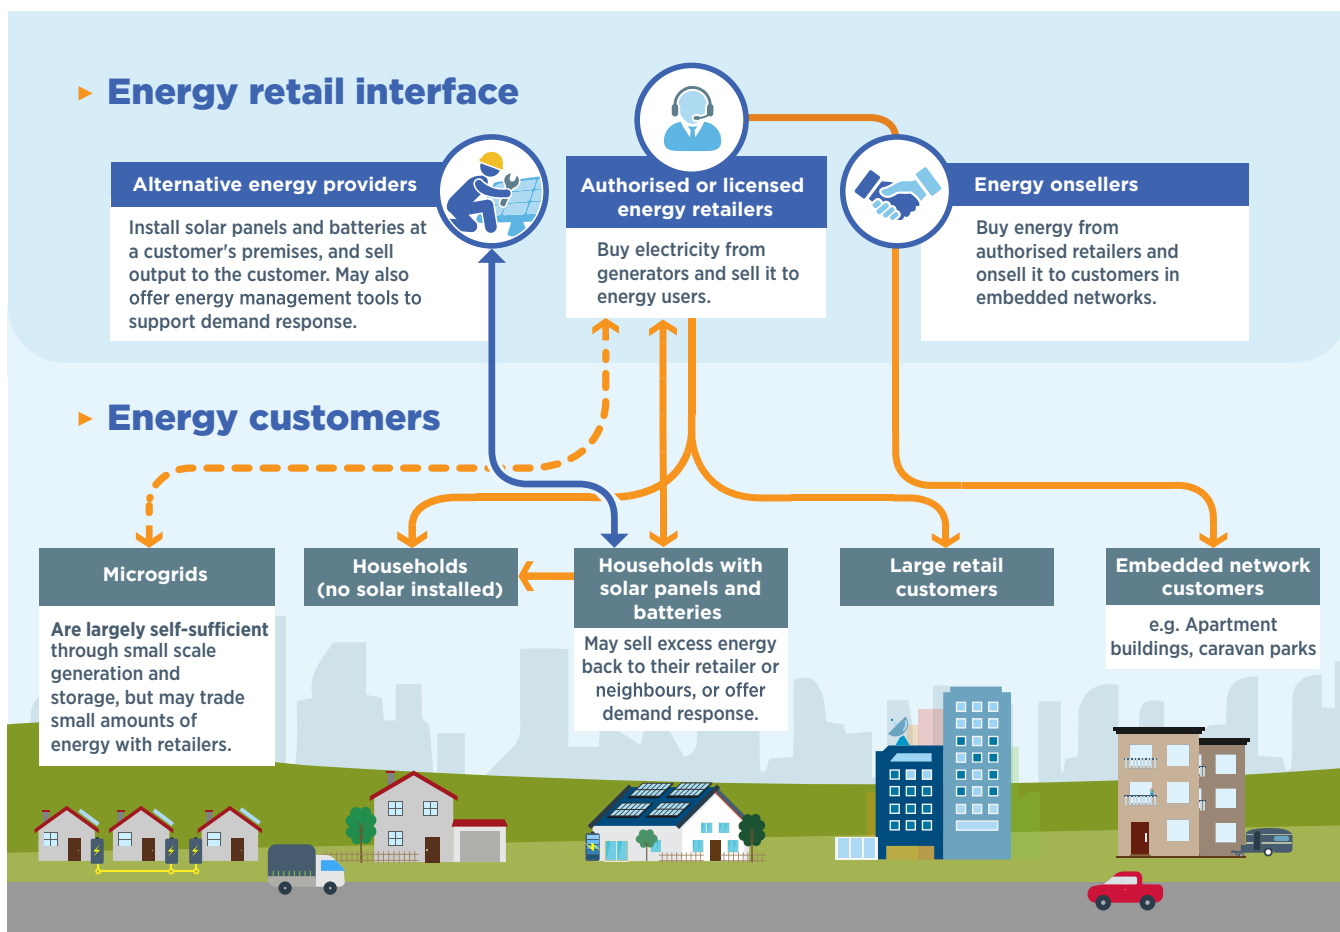 Energy retail interface
Alternative energy providers
Install solar panels and batteries at
a customer's premises, and sell
output to the customer. May also
offer energy management tools to
support demand response.
Authorised or licensed
energy retailers
Buy electricity from
generators and sell it to
energy users.
Energy onsellers
Buy energy from
authorised retailers and
onsell it to customers in
embedded networks.
Energy customers
Microgrids
Are largely self-sufficient
through small scale
generation and
storage, but may trade
small amounts of
energy with retailers.
Households
(no solar installed)
Households with
solar panels and
batteries
May sell excess energy
back to their retailer or
neighbours, or offer
demand response.
Large retail
customers
Embedded network
customers
e.g. Apartment
buildings, caravan parks